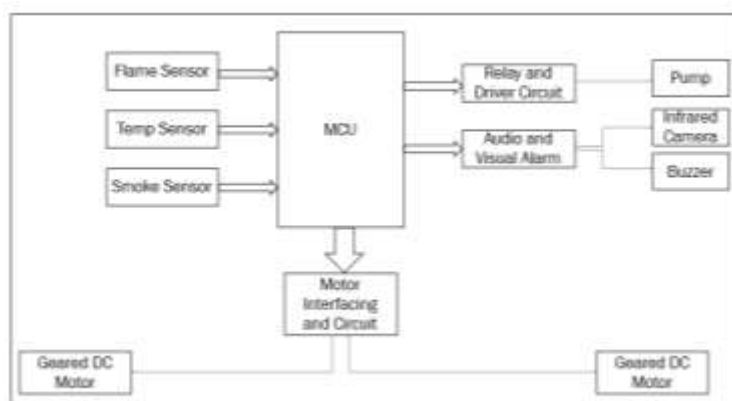 Flame Sensor
Temp Sensor
Smoke Sensor
MCU
Relay and
Driver Circuit
Pump
Audio and
Visual Alarm
Infrared
Camera
Buzzer
Motor
Interfacing
and Circuit
Geared DC
Motor
Geared DC
Motor